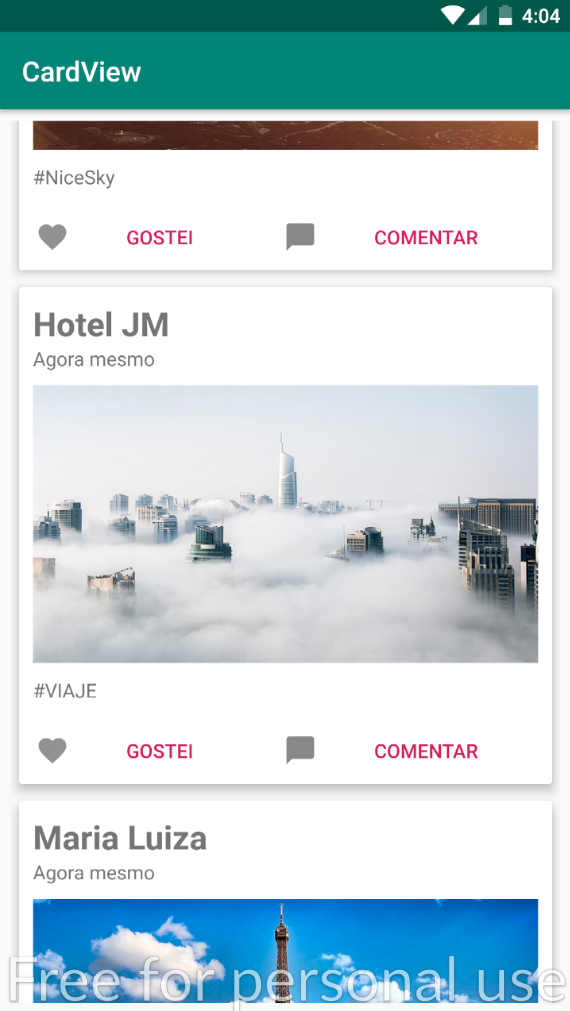 4:04
CardView
#NiceSky
GOSTEI COMENTAR
Hotel JM
Agora mesmo
#VIAJE
GOSTEI COMENTAR
Maria Luiza
Agora mesmo
Free for personal use